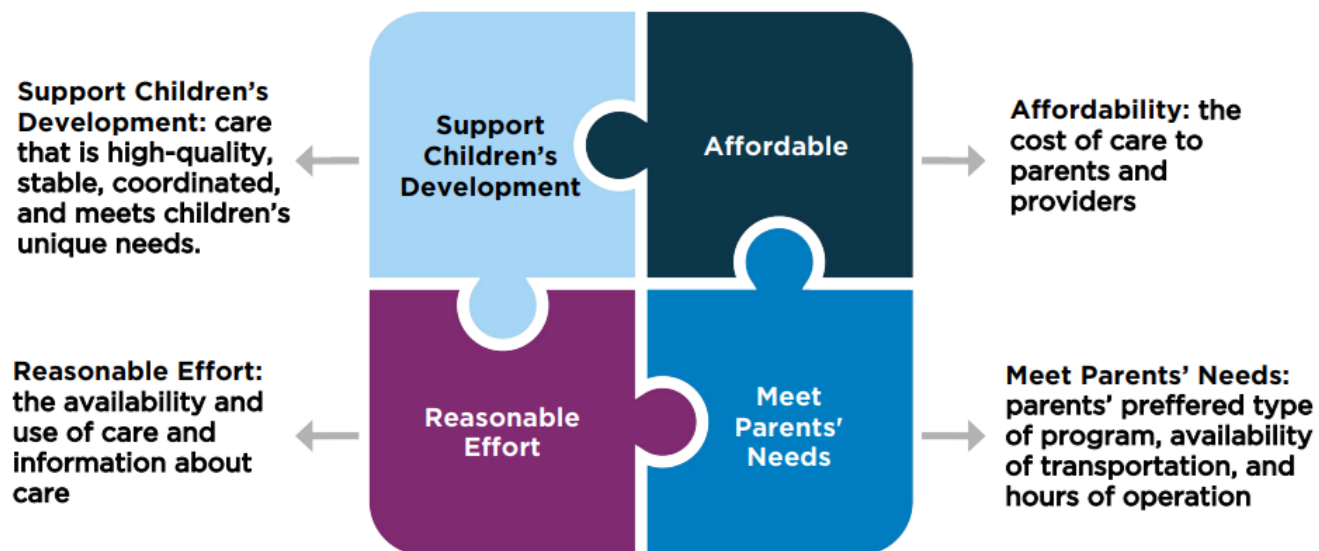 Support Children's
Development: care
that is high-quality,
stable, coordinated,
and meets children's
unique needs.
Support
Children's
Development
Affordable
Affordability: the
cost of care to
parents and
providers
Reasonable Effort:
the availability and
use of care and
information about
care
Reasonable
Effort
Meet
Parents'
Needs
Meet Parents' Needs:
parents' preffered type
of program, availability
of transportation, and
hours of operation